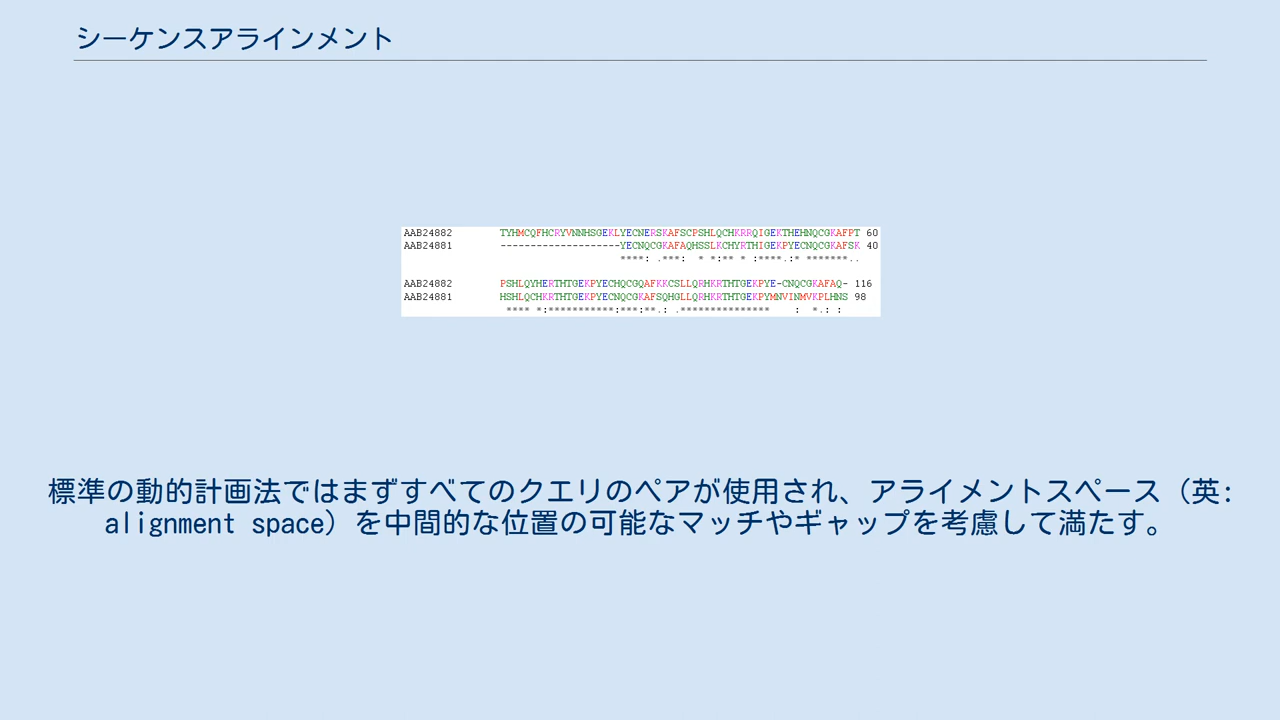 シーケンスアラインメント
AAB24882 TYHMCQFHCRYVNNHSGEKLYECNERSKAFSCPSHLQCHKRRQIGEKTHEHNQCGKAFPT 60
AAB24881 --------------------YECNQCGKAFAQHSSLKCHYRTHIGEKPYECNQCGKAFSK 40
****: .***: * *:** * :****.:* *******..
AAB24882 PSHLQYHERTHTGEKPYECHQCGQAFKKCSLLQRHKRTHTGEKPYE-CNQCGKAFAQ- 116
AAB24881 HSHLQCHKRTHTGEKPYECNQCGKAFSQHGLLQRHKRTHTGEKPYMNVINMVKPLHNS 98
**** *:***********:***:**.: .*************** : *.: :
標準の動的計画法ではまずすべてのクエリのペアが使用され、アライメントスペース（英:
alignment space）を中間的な位置の可能なマッチやギャップを考慮して満たす。